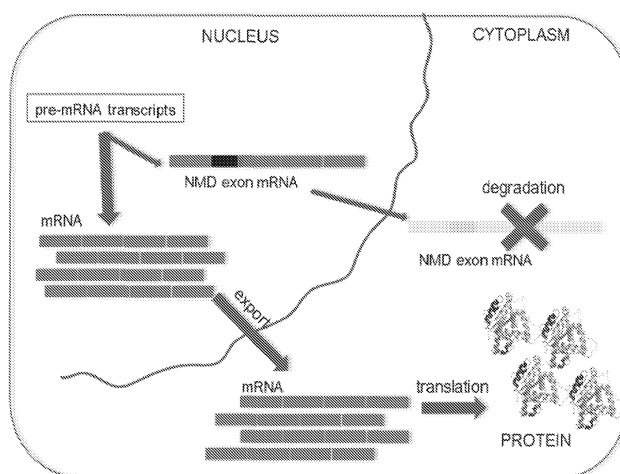 NUCLEUS
CYTOPLASM
pre-mRNA transcripts
NMD exon mRNA
degradation
mRNA
NMD exon mRNA
export
mRNA
translation
PROTEIN